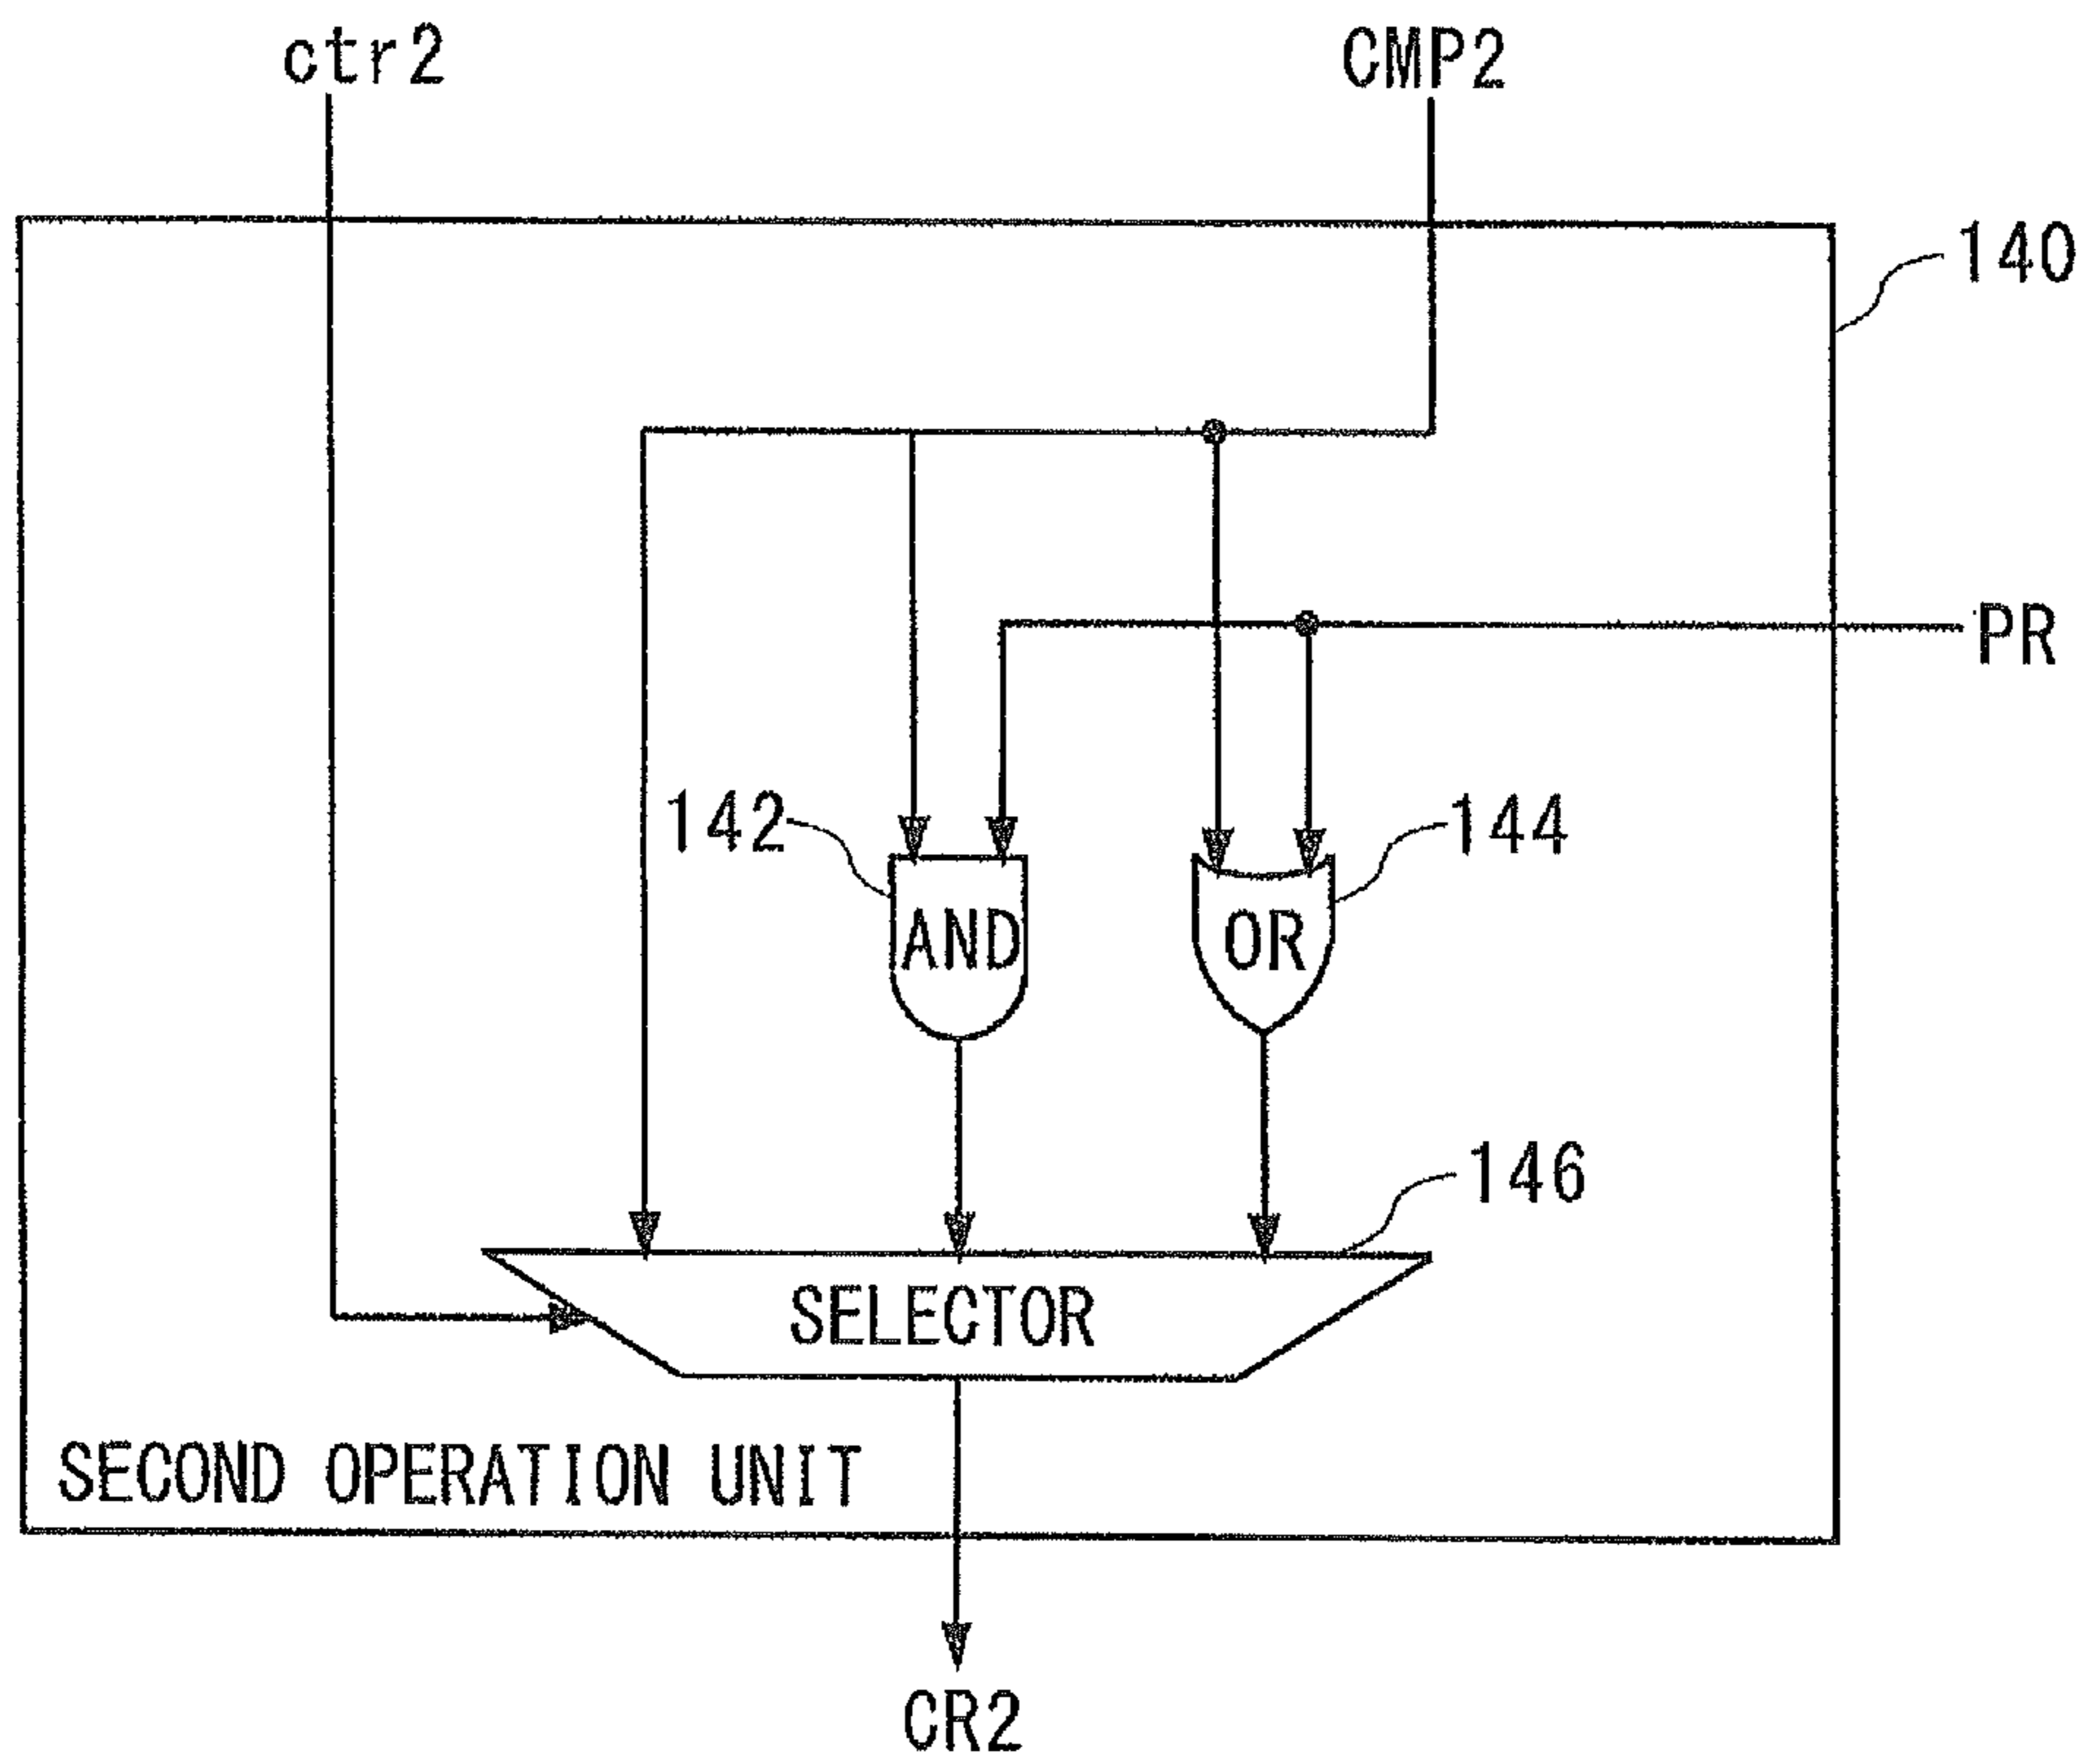 ctr2
CMP2
140
PR
142
144
AND
OR
146
SELECTOR
SECOND OPERATION UNIT
CR2